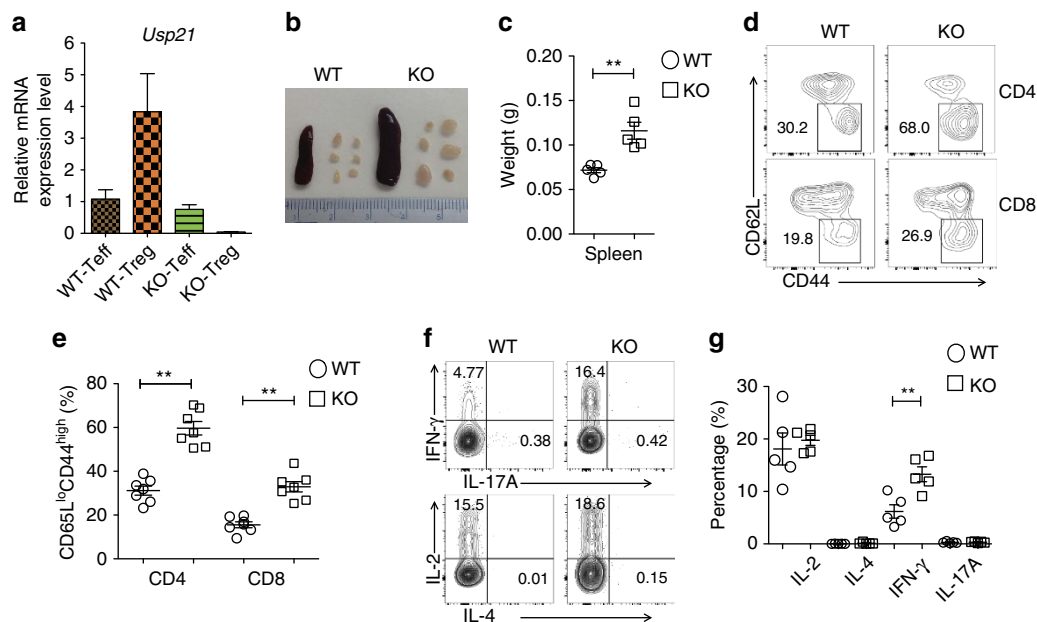 a
Usp21
Relative mRNA
expression level
6
5
4
3
2
1
0
WT-Teff
WT-Treg
KO-Teff
KO-Treg
b
WT
KO
c
WT
KO
**
Weight (g)
0.20
0.15
0.10
0.05
0.00
Spleen
d
WT
KO
CD4
30.2
68.0
CD8
19.8
26.9
CD62L
CD44
e
WT
KO
**
**
CD65LloCD44high (%)
80
60
40
20
0
CD4
CD8
f
WT
KO
4.77
16.4
0.38
0.42
IFN-γ
IL-17A
15.5
18.6
0.01
0.15
IL-2
IL-4
g
WT
KO
**
Percentage (%)
30
20
10
0
IL-2
IL-4
IFN-γ
IL-17A